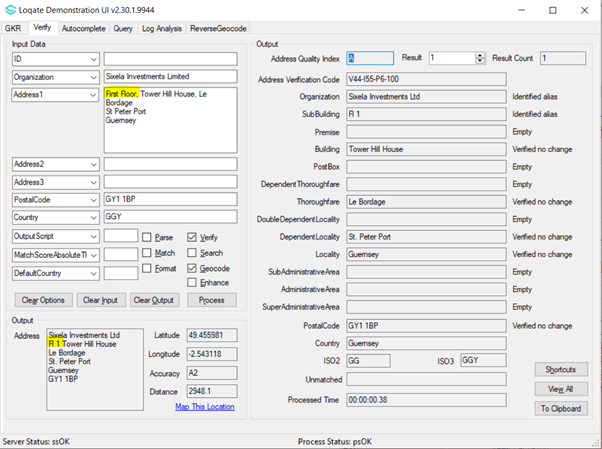 Loqate Demonstration UI v2.30.1.9944
GKR Verify Autocomplete Query Log Analysis ReverseGeocode
Input Data
ID
Organization Sixela Investments Limited
Address1 First Floor, Tower Hill House, Le
Bordage
St Peter Port
Guernsey
Address2
Address3
PostalCode GY1 1BP
Country GGY
OutputScript Parse Verify
MatchScoreAbsoluteTl Match Search
Format Geocode
DefaultCountry Enhance
Clear Options Clear Input Clear Output Process
Output
Address Sixela Investments Ltd
Fl 1 Tower Hill House
Le Bordage
St. Peter Port
Guernsey
GY1 1BP
Latitude 49.455981
Longitude -2.543118
Accuracy A2
Distance 2948.1
Map This Location
Output
Address Quality Index A Result 1 Result Count 1
Address Verification Code V44-I55-P6-100
Organization Sixela Investments Ltd Identified alias
SubBuilding Fl 1 Identified alias
Premise Empty
Building Tower Hill House Verified no change
PostBox Empty
DependentThoroughfare Empty
Thoroughfare Le Bordage Verified no change
DoubleDependentLocality Empty
DependentLocality St. Peter Port Verified no change
Locality Guernsey Verified no change
SubAdministrativeArea Empty
AdministrativeArea Empty
SuperAdministrativeArea Empty
PostalCode GY1 1BP Verified no change
Country Guernsey
ISO2 GG ISO3 GGY
Unmatched
Processed Time 00:00:00.38
Shortcuts
View All
To Clipboard
Server Status: ssOK Process Status: psOK